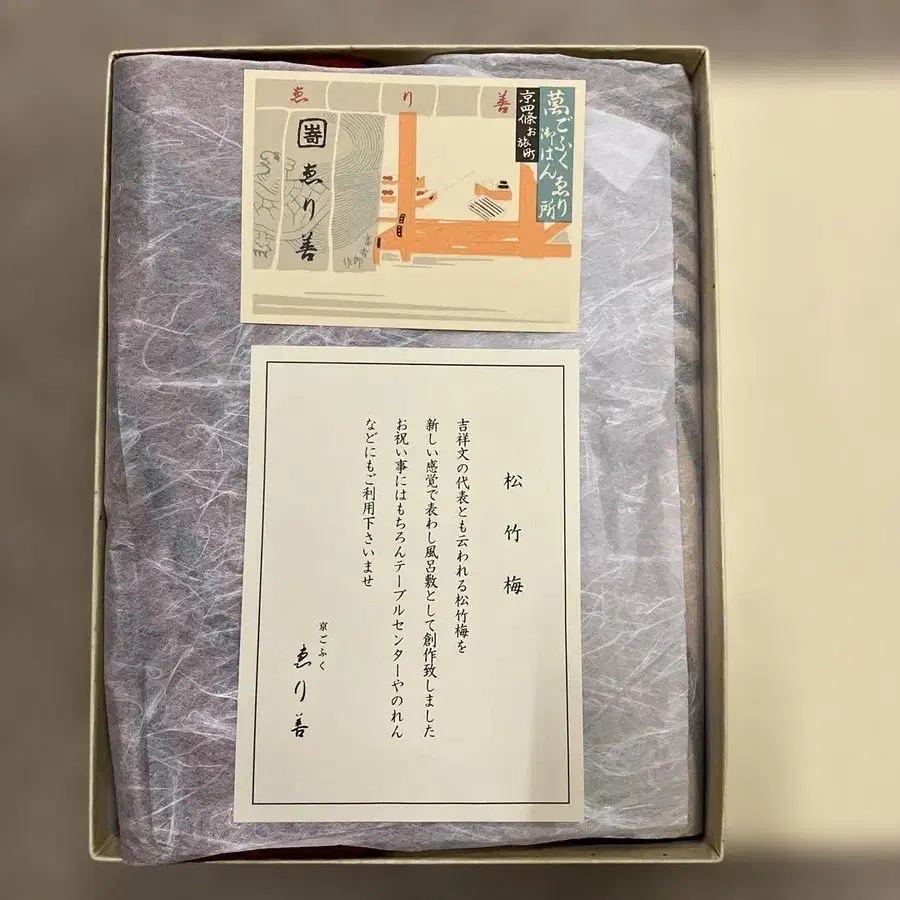 ゑり善
萬ごふくゑり
御はん所
京四條
お旅町
ゑり善
松竹梅
吉祥文の代表とも云われる松竹梅を
新しい感覚で表わし風呂敷として創作致しました
お祝い事にはもちろんテーブルセンターやのれん
などにもご利用下さいませ
京ごふく
ゑり善